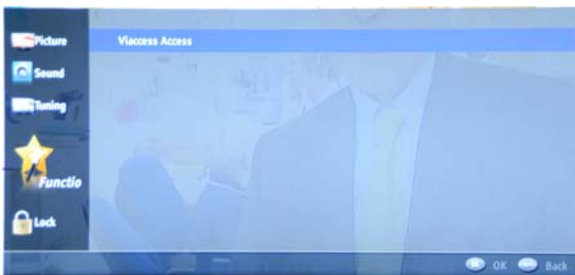 Picture
Viaccess Access
Sound
Tuning
Functio
Lock
OK
Back